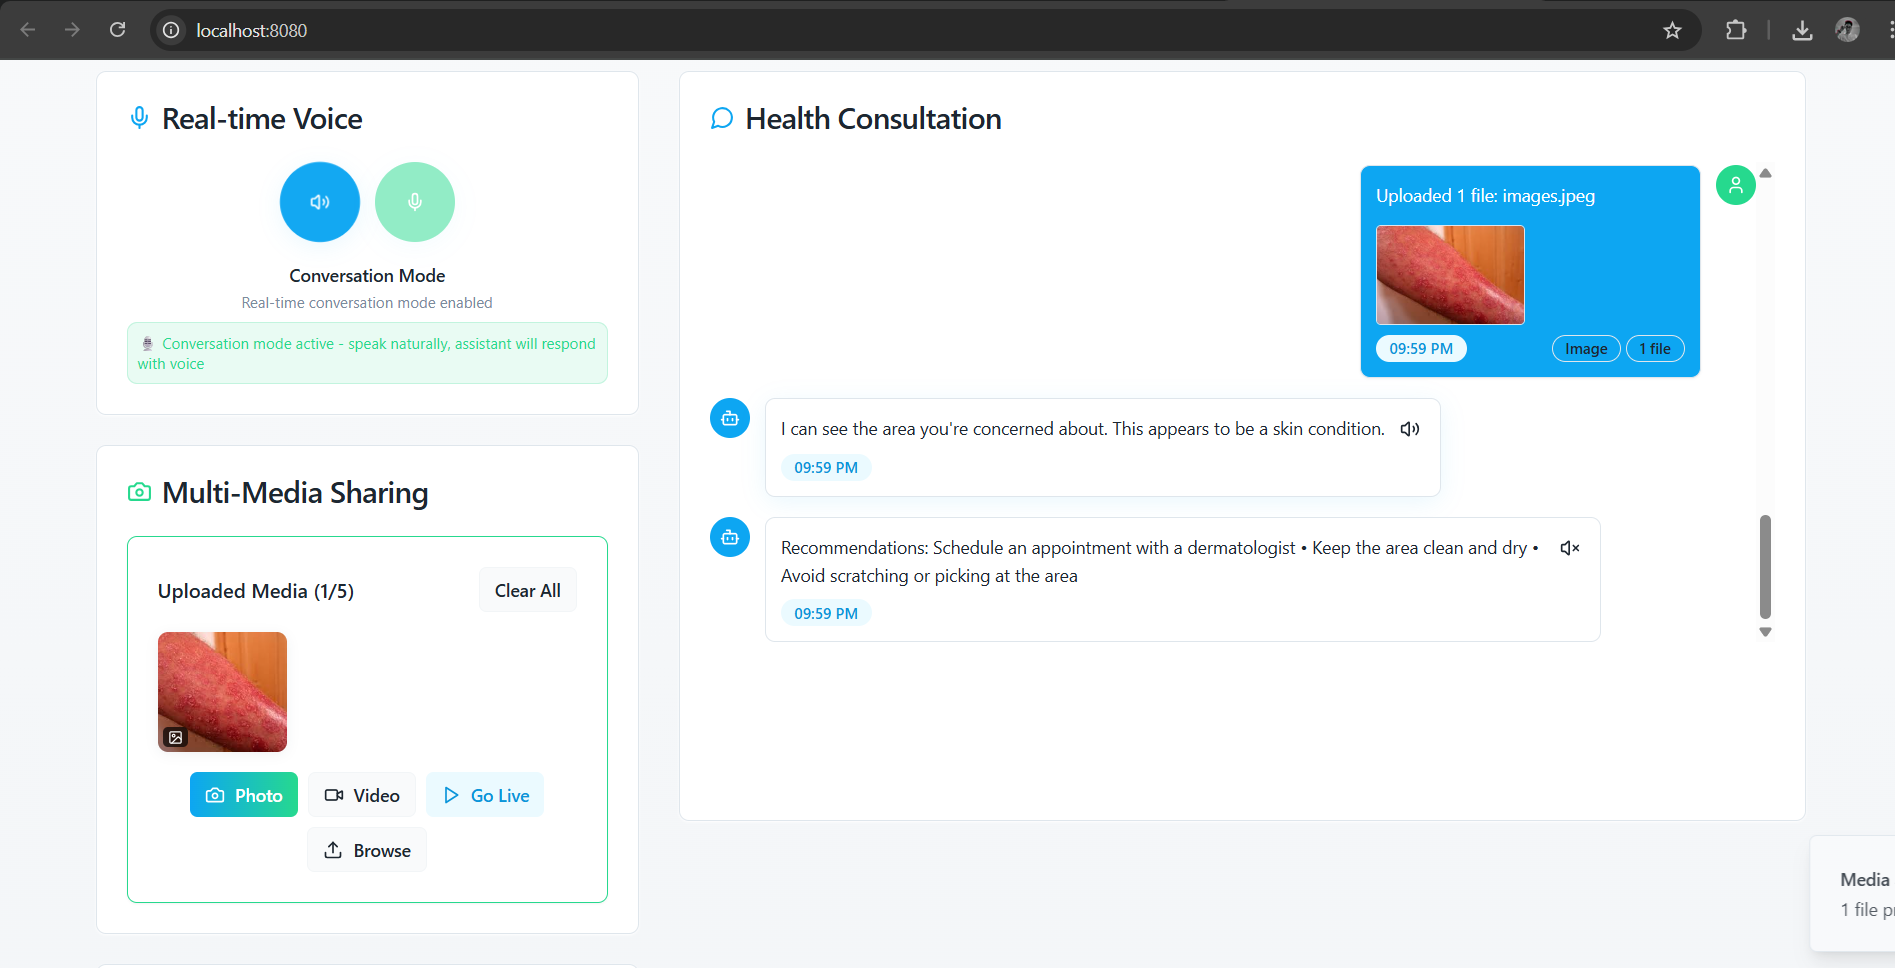 localhost:8080
Real-time Voice
Conversation Mode
Real-time conversation mode enabled
Conversation mode active - speak naturally, assistant will respond
with voice
Multi-Media Sharing
Uploaded Media (1/5)
Clear All
Photo
Video
Go Live
Browse
Health Consultation
Uploaded 1 file: images.jpeg
09:59 PM
Image
1 file
I can see the area you're concerned about. This appears to be a skin condition.
09:59 PM
Recommendations: Schedule an appointment with a dermatologist • Keep the area clean and dry •
Avoid scratching or picking at the area
09:59 PM
Media
1 file